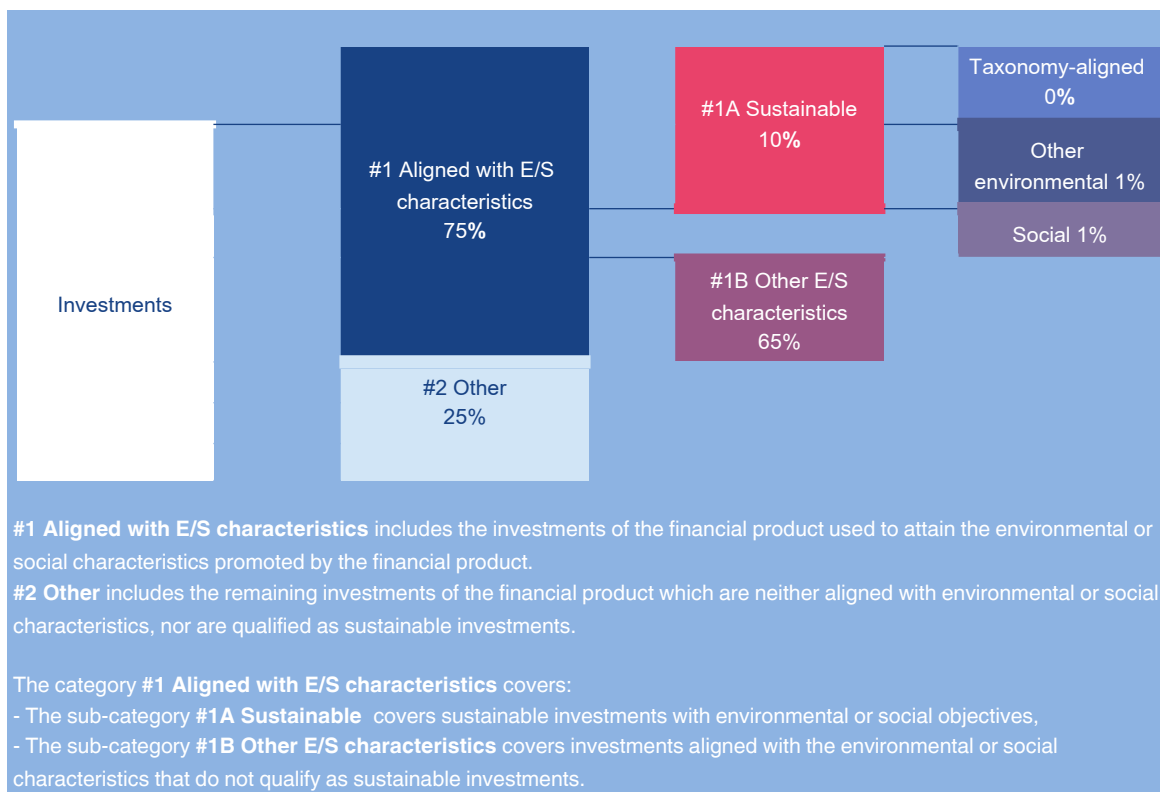 Investments
#1 Aligned with E/S
characteristics
75%
#2 Other
25%
#1A Sustainable
10%
#1B Other E/S
characteristics
65%
Taxonomy-aligned
0%
Other
environmental 1%
Social 1%
#1 Aligned with E/S characteristics includes the investments of the financial product used to attain the environmental or
social characteristics promoted by the financial product.
#2 Other includes the remaining investments of the financial product which are neither aligned with environmental or social
characteristics, nor are qualified as sustainable investments.
The category #1 Aligned with E/S characteristics covers:
- The sub-category #1A Sustainable covers sustainable investments with environmental or social objectives,
- The sub-category #1B Other E/S characteristics covers investments aligned with the environmental or social
characteristics that do not qualify as sustainable investments.